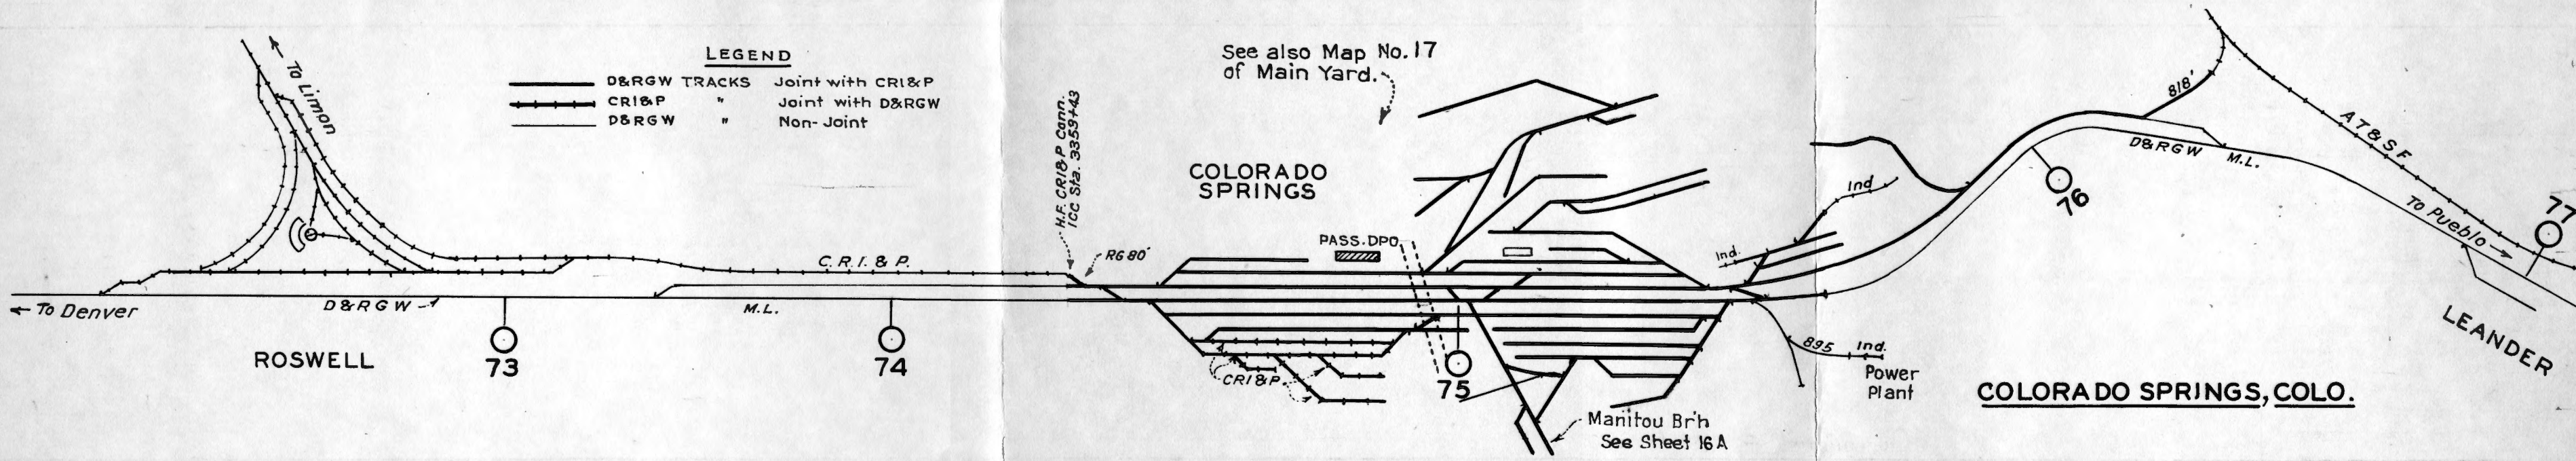 To Limon
LEGEND
D&RGW TRACKS Joint with CRI&P
CRI&P " Joint with D&RGW
D&RGW " Non-Joint
C.R.I.&P.
D&RGW
M.L.
← To Denver
ROSWELL
73
74
H.F. CRI&P Conn.
ICC Sta. 3359+43
RG 80'
See also Map No. 17
of Main Yard.
COLORADO
SPRINGS
PASS. DPO.
CRI&P
75
Manitou Br'h
See Sheet 16A
Ind
Ind.
895 Ind.
Power
Plant
818'
D&RGW M.L.
76
AT&SF
To Pueblo
77
LEANDER
COLORADO SPRINGS, COLO.